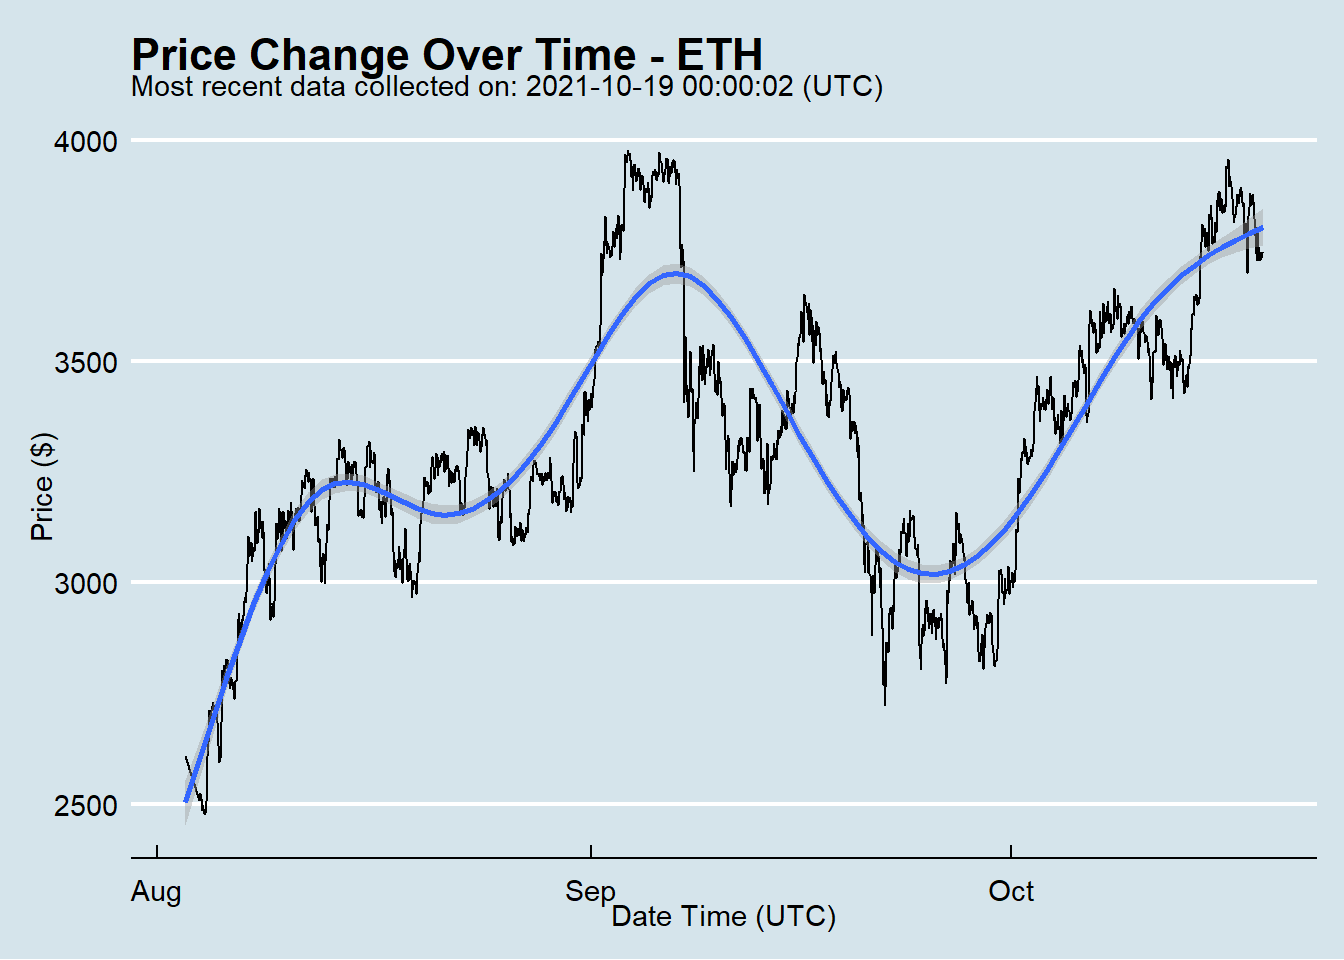 Price Change Over Time - ETH
Most recent data collected on: 2021-10-19 00:00:02 (UTC)
4000
3500
3000
2500
Price ($)
Aug Sep Oct
Date Time (UTC)